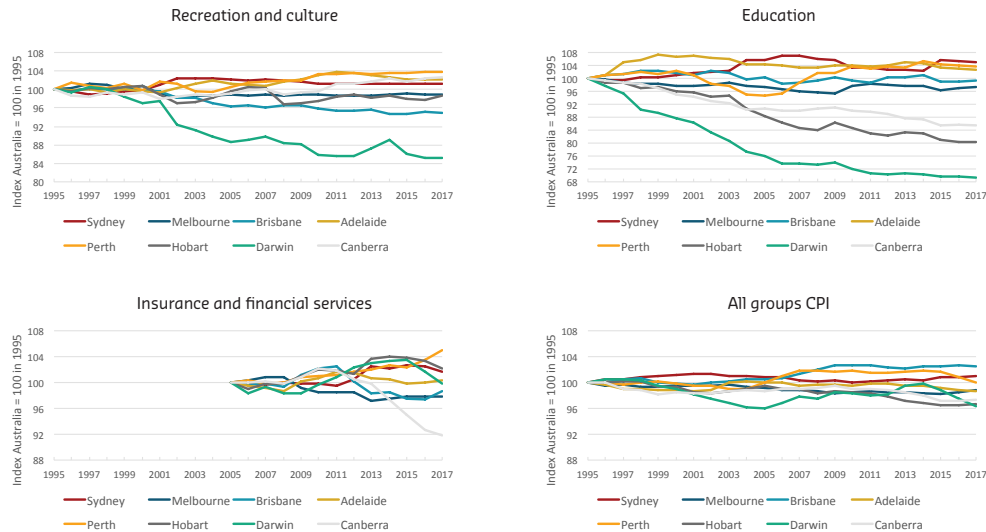 Recreation and culture
Index Australia = 100 in 1995
108
104
100
96
92
88
84
80
1995 1997 1999 2001 2003 2005 2007 2009 2011 2013 2015 2017
Sydney Melbourne Brisbane Adelaide
Perth Hobart Darwin Canberra
Education
Index Australia = 100 in 1995
108
104
100
96
92
88
84
80
76
72
68
1995 1997 1999 2001 2003 2005 2007 2009 2011 2013 2015 2017
Sydney Melbourne Brisbane Adelaide
Perth Hobart Darwin Canberra
Insurance and financial services
Index Australia = 100 in 1995
108
104
100
96
92
88
1995 1997 1999 2001 2003 2005 2007 2009 2011 2013 2015 2017
Sydney Melbourne Brisbane Adelaide
Perth Hobart Darwin Canberra
All groups CPI
Index Australia = 100 in 1995
108
104
100
96
92
88
1995 1997 1999 2001 2003 2005 2007 2009 2011 2013 2015 2017
Sydney Melbourne Brisbane Adelaide
Perth Hobart Darwin Canberra